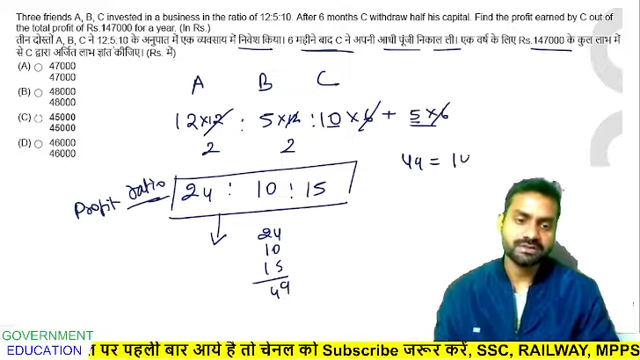 Three friends A, B, C invested in a business in the ratio of 12:5:10. After 6 months C withdraw half his capital. Find the profit earned by C out of
the total profit of Rs.147000 for a year. (In Rs.)
तीन दोस्तों A, B, C ने 12:5:10 के अनुपात में एक व्यवसाय में निवेश किया। 6 महीने बाद C ने अपनी आधी पूंजी निकाल ली। एक वर्ष के लिए Rs.147000 के कुल लाभ में
से C द्वारा अर्जित लाभ ज्ञात कीजिए। (Rs. में)
(A) 47000
47000
(B) 48000
48000
(C) 45000
45000
(D) 46000
46000
A B C
12×12 : 5×12 : 10×6 + 5×6
2 2
49 = 14
Profit ratio 24 : 10 : 15
24
10
15
49
GOVERNMENT
EDUCATION
पर पहली बार आये है तो चेनल को Subscribe जरूर करें, SSC, RAILWAY, MPPS